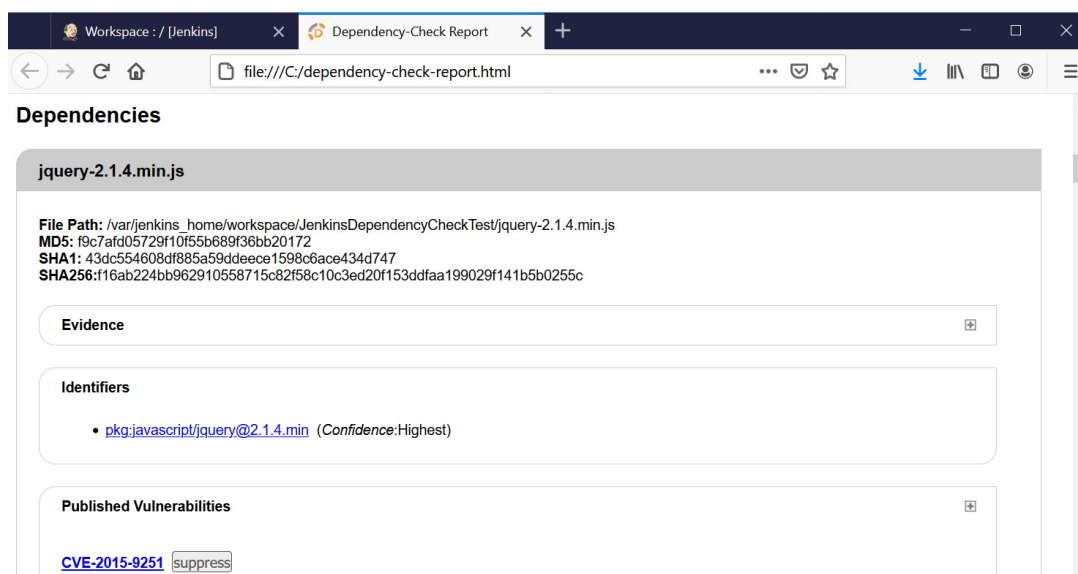 Workspace : / [Jenkins]
Dependency-Check Report
file:///C:/dependency-check-report.html
Dependencies
jquery-2.1.4.min.js
File Path: /var/jenkins_home/workspace/JenkinsDependencyCheckTest/jquery-2.1.4.min.js
MD5: f9c7afd05729f10f55b689f36bb20172
SHA1: 43dc554608df885a59ddeece1598c6ace434d747
SHA256:f16ab224bb962910558715c82f58c10c3ed20f153ddfaa199029f141b5b0255c
Evidence
Identifiers
• pkg:javascript/jquery@2.1.4.min (Confidence:Highest)
Published Vulnerabilities
CVE-2015-9251 suppress